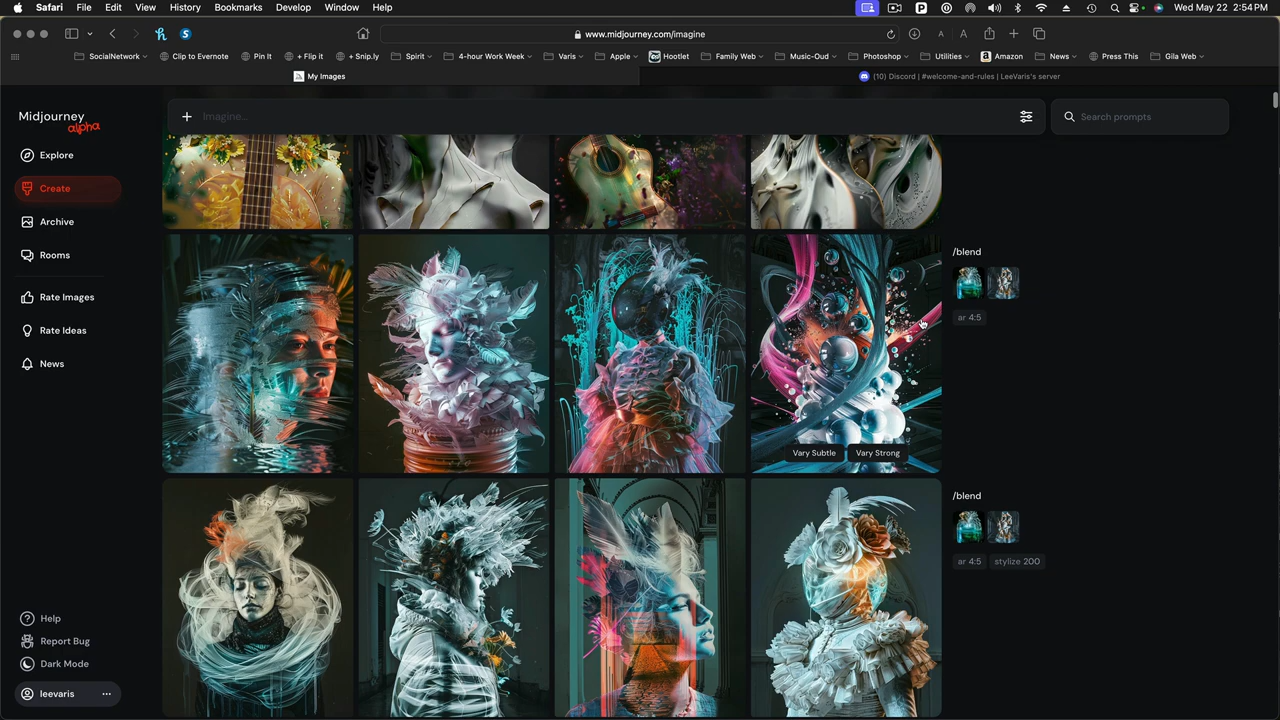 Safari File Edit View History Bookmarks Develop Window Help Wed May 22 2:54 PM
www.midjourney.com/imagine A A
SocialNetwork Clip to Evernote Pin It + Flip it + Snip.ly Spirit 4-hour Work Week Varis Apple Hootlet Family Web Music-Oud Photoshop Utilities Amazon News Press This Gila Web
My Images (10) Discord | #welcome-and-rules | LeeVaris's server
Midjourney
alpha
Imagine...
Search prompts
Explore
Create
Archive
Rooms
Rate Images
Rate Ideas
News
/blend
ar 4:5
Vary Subtle Vary Strong
/blend
ar 4:5 stylize 200
Help
Report Bug
Dark Mode
leevaris